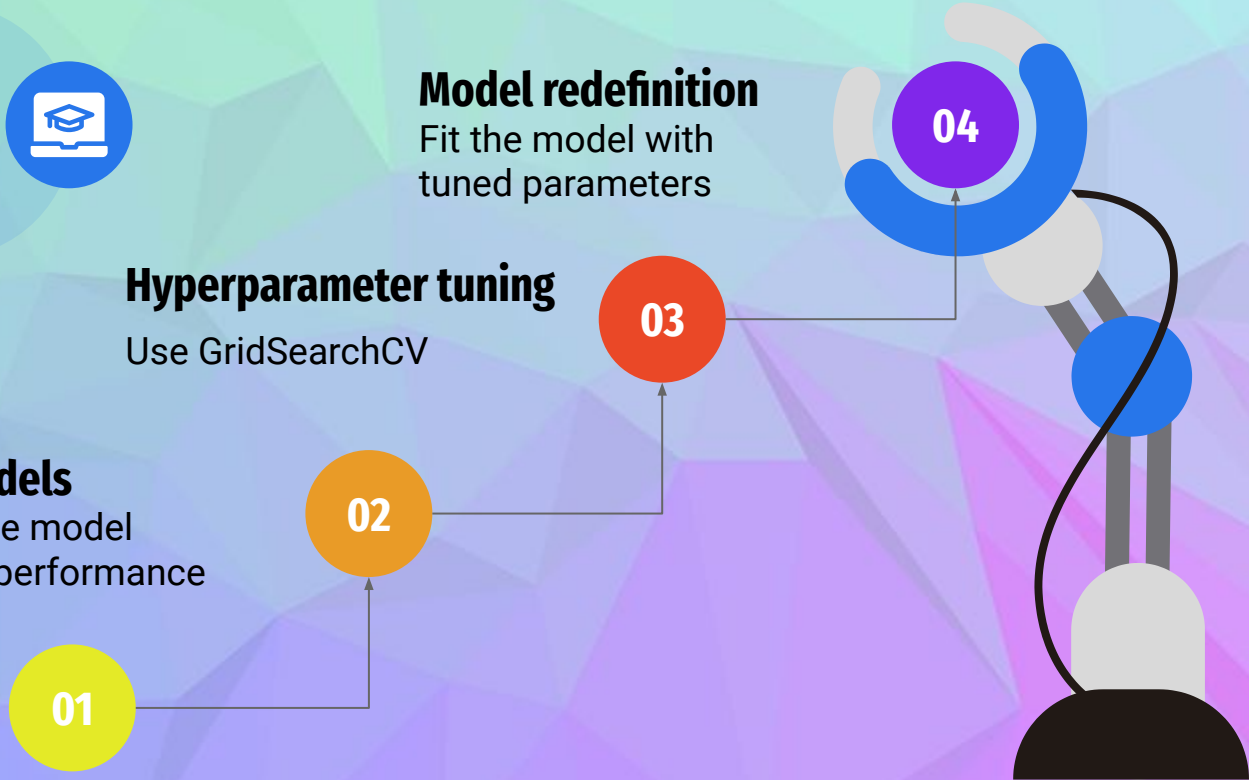 Model redefinition
Fit the model with
tuned parameters
04
Hyperparameter tuning
Use GridSearchCV
03
dels
e model
performance
02
01